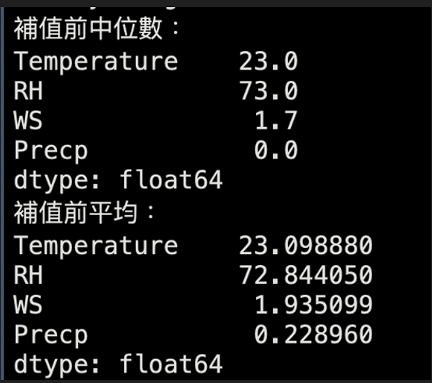 補值前中位數：
Temperature    23.0
RH             73.0
WS              1.7
Precp           0.0
dtype: float64
補值前平均：
Temperature    23.098880
RH             72.844050
WS              1.935099
Precp           0.228960
dtype: float64